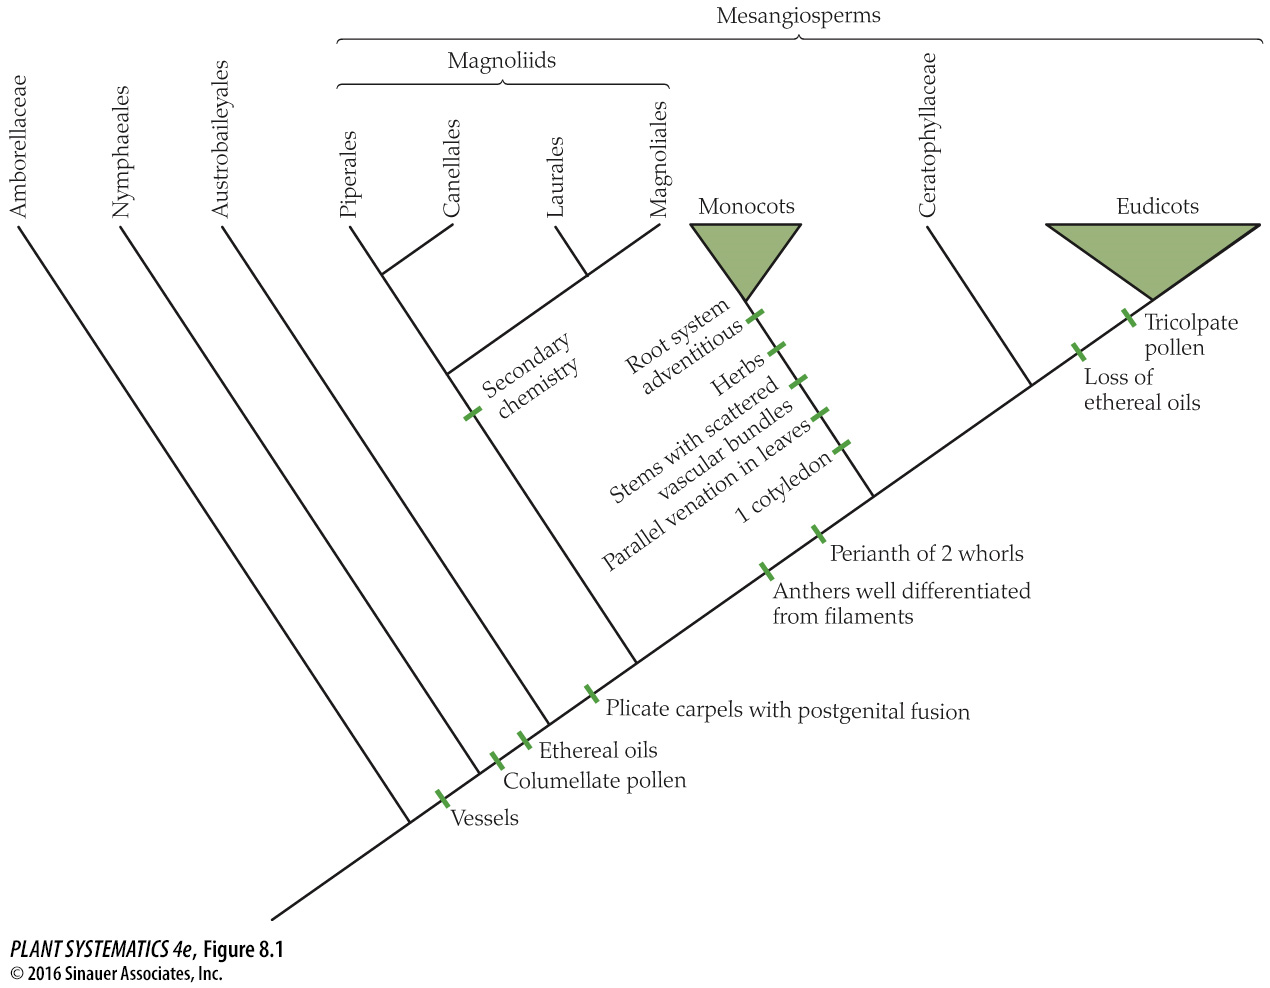 Mesangiosperms
Magnoliids
Amborellaceae
Nymphaeales
Austrobaileyales
Piperales
Canellales
Laurales
Magnoliales
Monocots
Ceratophyllaceae
Eudicots
Root system
adventitious
Herbs
Stems with scattered
vascular bundles
Parallel venation in leaves
1 cotyledon
Secondary
chemistry
Tricolpate
pollen
Loss of
ethereal oils
Perianth of 2 whorls
Anthers well differentiated
from filaments
Plicate carpels with postgenital fusion
Ethereal oils
Columellate pollen
Vessels
PLANT SYSTEMATICS 4e, Figure 8.1
© 2016 Sinauer Associates, Inc.